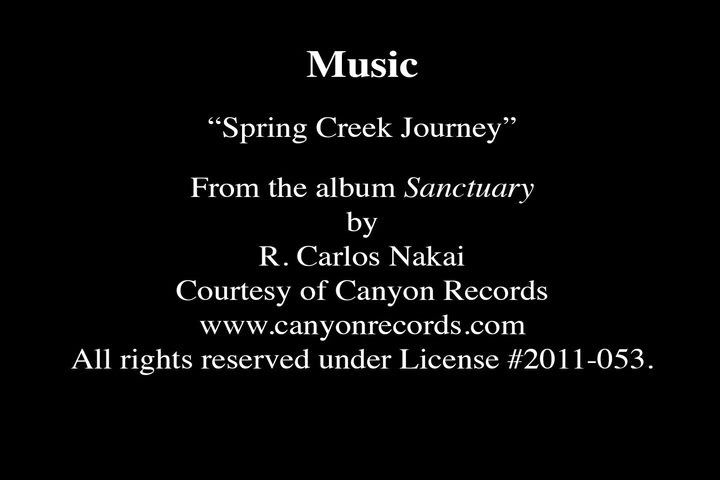 Music
“Spring Creek Journey”
From the album Sanctuary
by
R. Carlos Nakai
Courtesy of Canyon Records
www.canyonrecords.com
All rights reserved under License #2011-053.